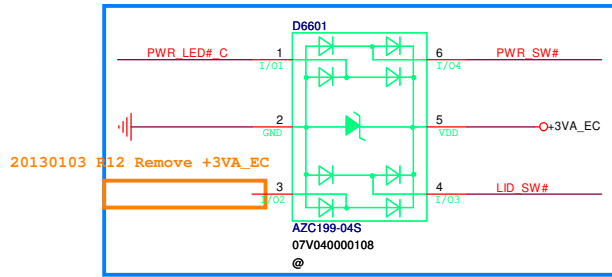 D6601
PWR_LED#_C 1 6 PWR_SW#
I/O1 I/O4
2 5 +3VA_EC
GND VDD
20130103 R12 Remove +3VA_EC
3 4 LID_SW#
I/O2 I/O3
AZC199-04S
07V040000108
@